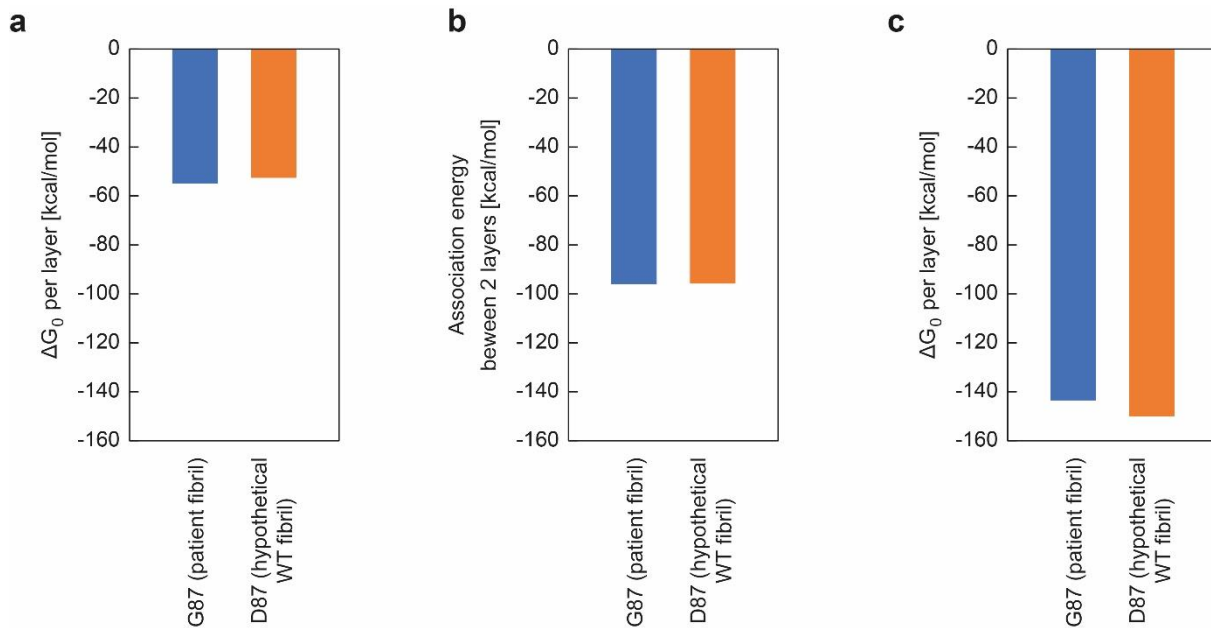 a
0
-20
-40
-60
-80
-100
-120
-140
-160
ΔG0 per layer [kcal/mol]
G87 (patient fibril)
D87 (hypothetical
WT fibril)
b
0
-20
-40
-60
-80
-100
-120
-140
-160
Association energy
beween 2 layers [kcal/mol]
G87 (patient fibril)
D87 (hypothetical
WT fibril)
c
0
-20
-40
-60
-80
-100
-120
-140
-160
ΔG0 per layer [kcal/mol]
G87 (patient fibril)
D87 (hypothetical
WT fibril)